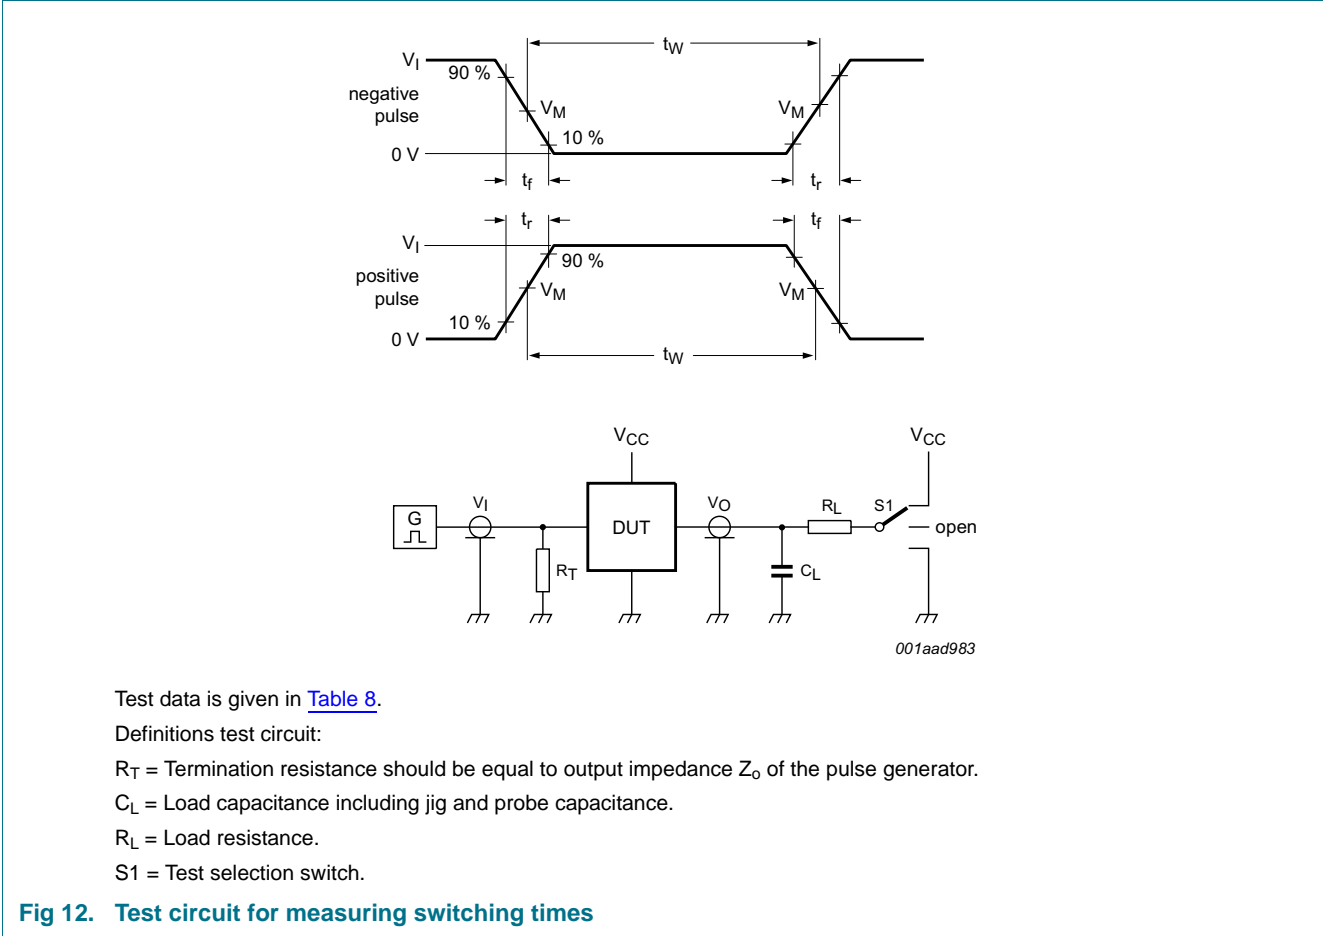 tW
VI
90 %
negative
pulse
VM
VM
10 %
0 V
tf
tr
tr
tf
VI
90 %
positive
pulse
VM
VM
10 %
0 V
tW
VCC
VCC
VI
VO
RL
S1
G
DUT
open
RT
CL
001aad983
Test data is given in Table 8.
Definitions test circuit:
RT = Termination resistance should be equal to output impedance Zo of the pulse generator.
CL = Load capacitance including jig and probe capacitance.
RL = Load resistance.
S1 = Test selection switch.
Fig 12. Test circuit for measuring switching times